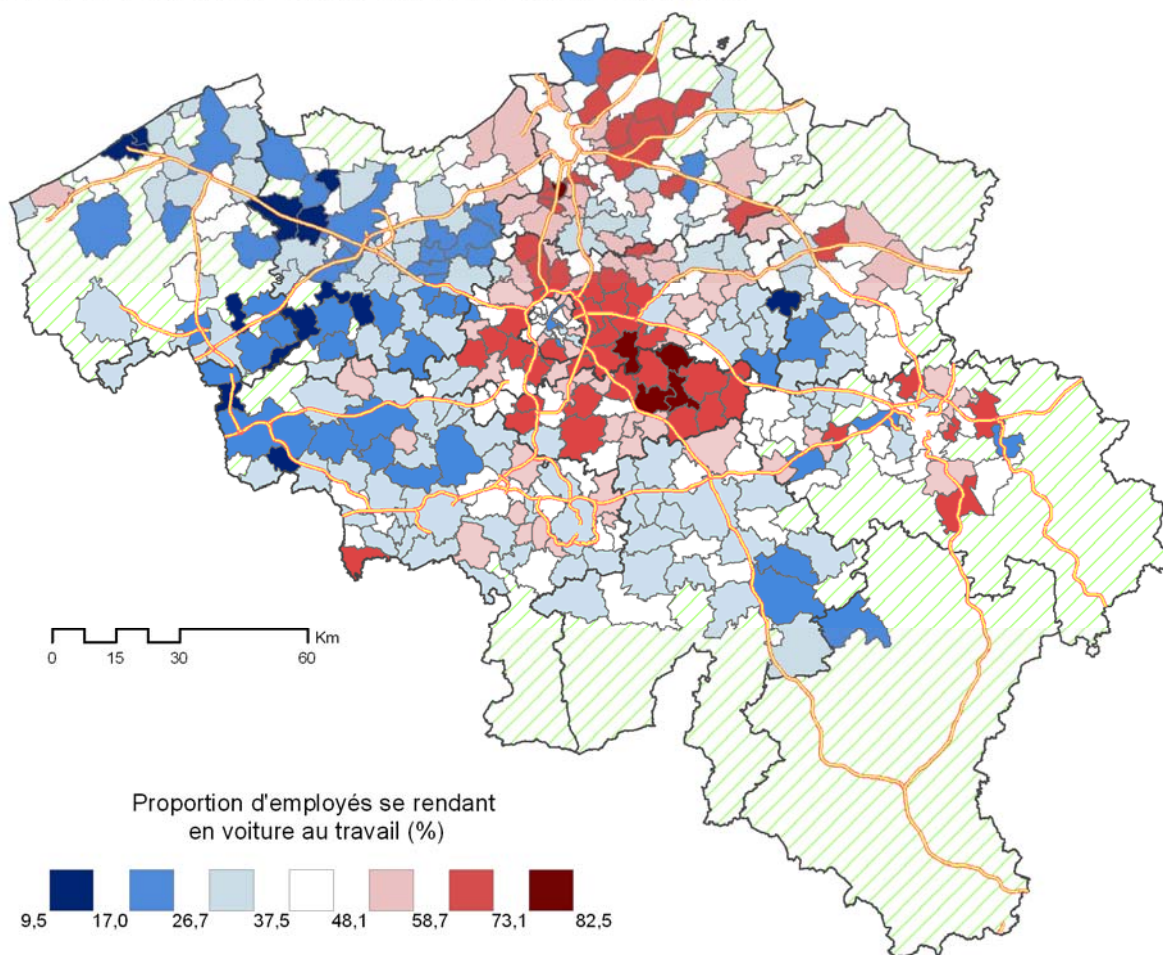 Km
0 15 30 60
Proportion d'employés se rendant
en voiture au travail (%)
9,5 17,0 26,7 37,5 48,1 58,7 73,1 82,5